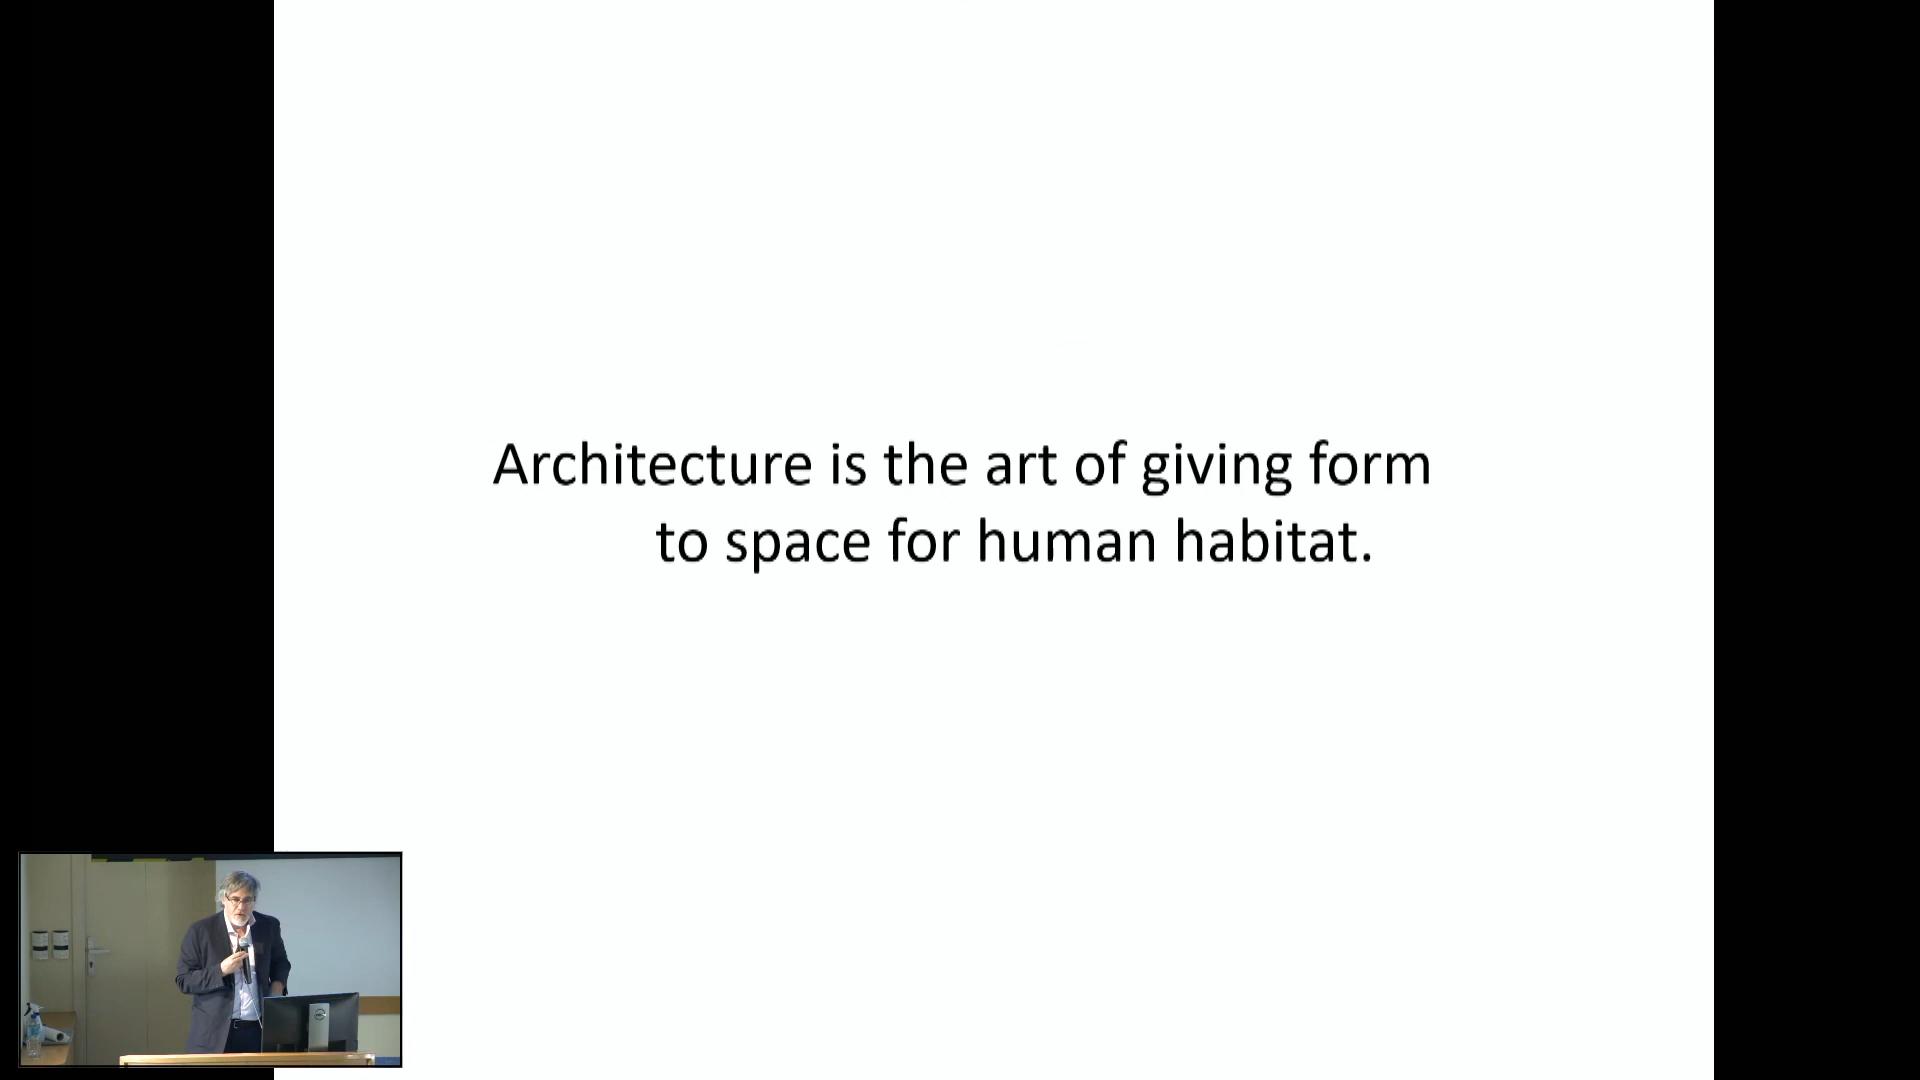 Architecture is the art of giving form
to space for human habitat.